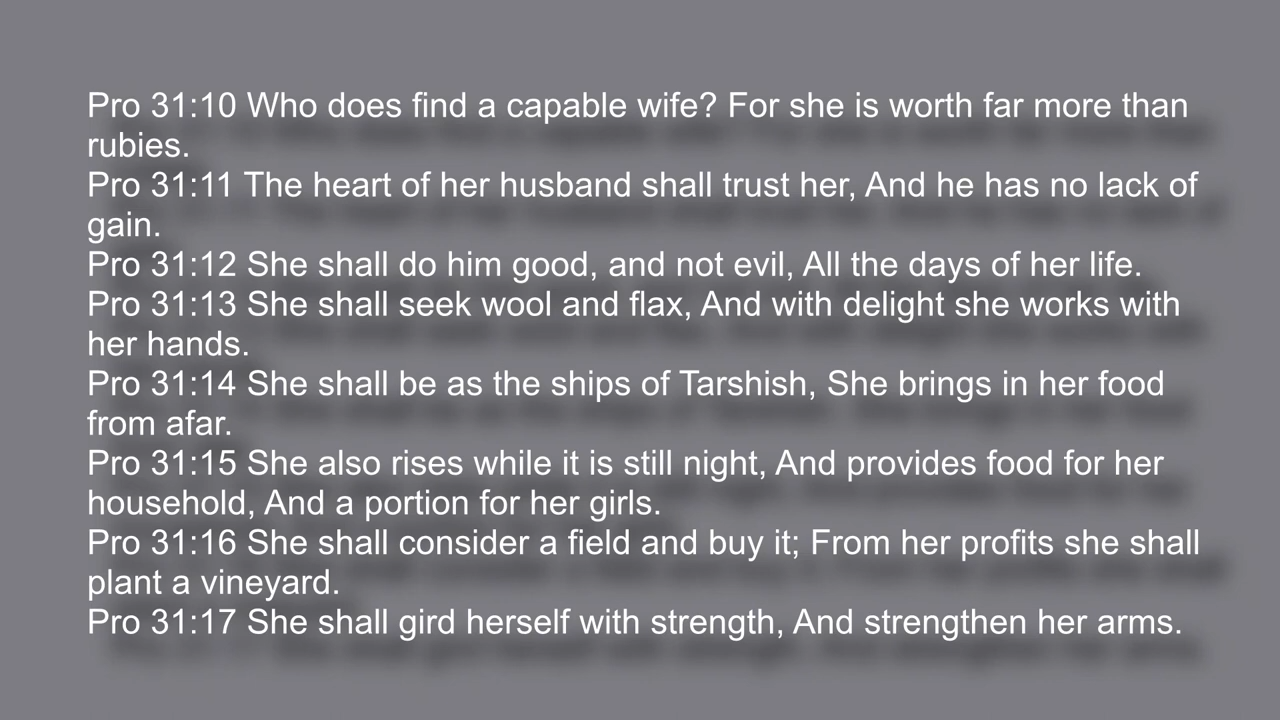 Pro 31:10 Who does find a capable wife? For she is worth far more than
rubies.
Pro 31:11 The heart of her husband shall trust her, And he has no lack of
gain.
Pro 31:12 She shall do him good, and not evil, All the days of her life.
Pro 31:13 She shall seek wool and flax, And with delight she works with
her hands.
Pro 31:14 She shall be as the ships of Tarshish, She brings in her food
from afar.
Pro 31:15 She also rises while it is still night, And provides food for her
household, And a portion for her girls.
Pro 31:16 She shall consider a field and buy it; From her profits she shall
plant a vineyard.
Pro 31:17 She shall gird herself with strength, And strengthen her arms.